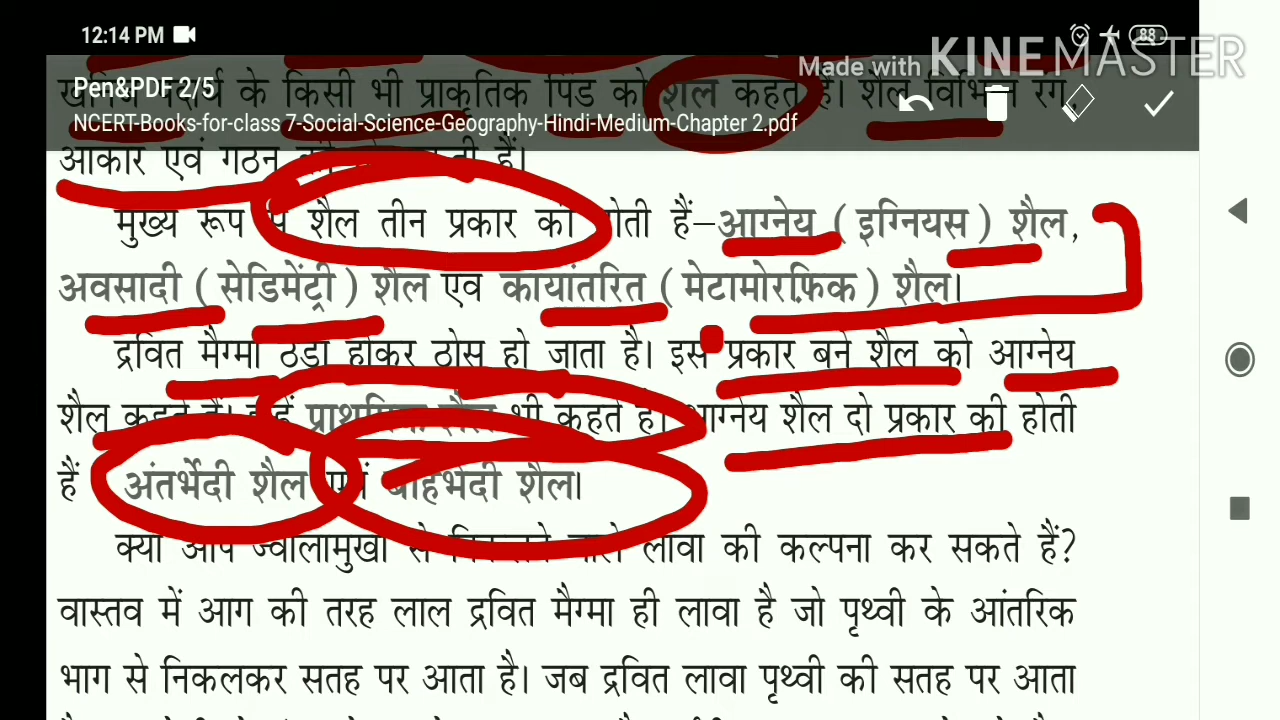 12:14 PM
88
Made with KINEMASTER
Pen&PDF 2/5
NCERT-Books-for-class 7-Social-Science-Geography-Hindi-Medium-Chapter 2.pdf
के किसी भी प्राकृतिक पिंड को शैल कहते हैं। शैल विभिन्न रंग,
आकार एवं गठन
मुख्य रूप से शैल तीन प्रकार की होती हैं–आग्नेय (इग्नियस) शैल,
अवसादी (सेडिमेंट्री) शैल एव कायांतरित (मेटामोरफ़िक) शैल।
द्रवित मैग्मा ठंडा होकर ठोस हो जाता है। इस प्रकार बने शैल को आग्नेय
शैल कहते हैं। इन्हें प्राथमिक शैल भी कहते हैं। आग्नेय शैल दो प्रकार की होती
हैं अंतर्भेदी शैल एवं बहिर्भेदी शैल।
क्या आप ज्वालामुखी से निकलने वाले लावा की कल्पना कर सकते हैं?
वास्तव में आग की तरह लाल द्रवित मैग्मा ही लावा है जो पृथ्वी के आंतरिक
भाग से निकलकर सतह पर आता है। जब द्रवित लावा पृथ्वी की सतह पर आता